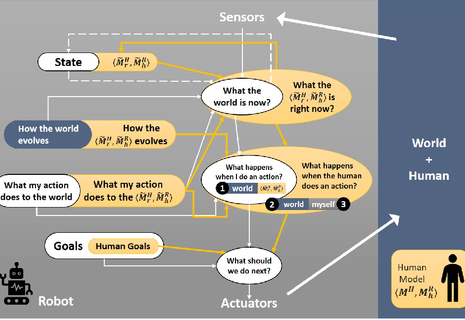 Sensors
State
⟨M̃ᴴᵣ, M̃ᴿₕ⟩
What the
world is now?
What the
⟨M̃ᴴᵣ, M̃ᴿₕ⟩ is
right now?
How the world
evolves
How the
⟨M̃ᴴᵣ, M̃ᴿₕ⟩ evolves
What my action
does to the world
What my action
does to the ⟨M̃ᴴᵣ, M̃ᴿₕ⟩
What happens
when I do an action?
1 world
What happens
when the human
does an action?
2 world myself 3
Goals Human Goals
What should
we do next?
Robot
Actuators
World
+
Human
Human
Model
⟨Mᴴ, Mᴿₕ⟩